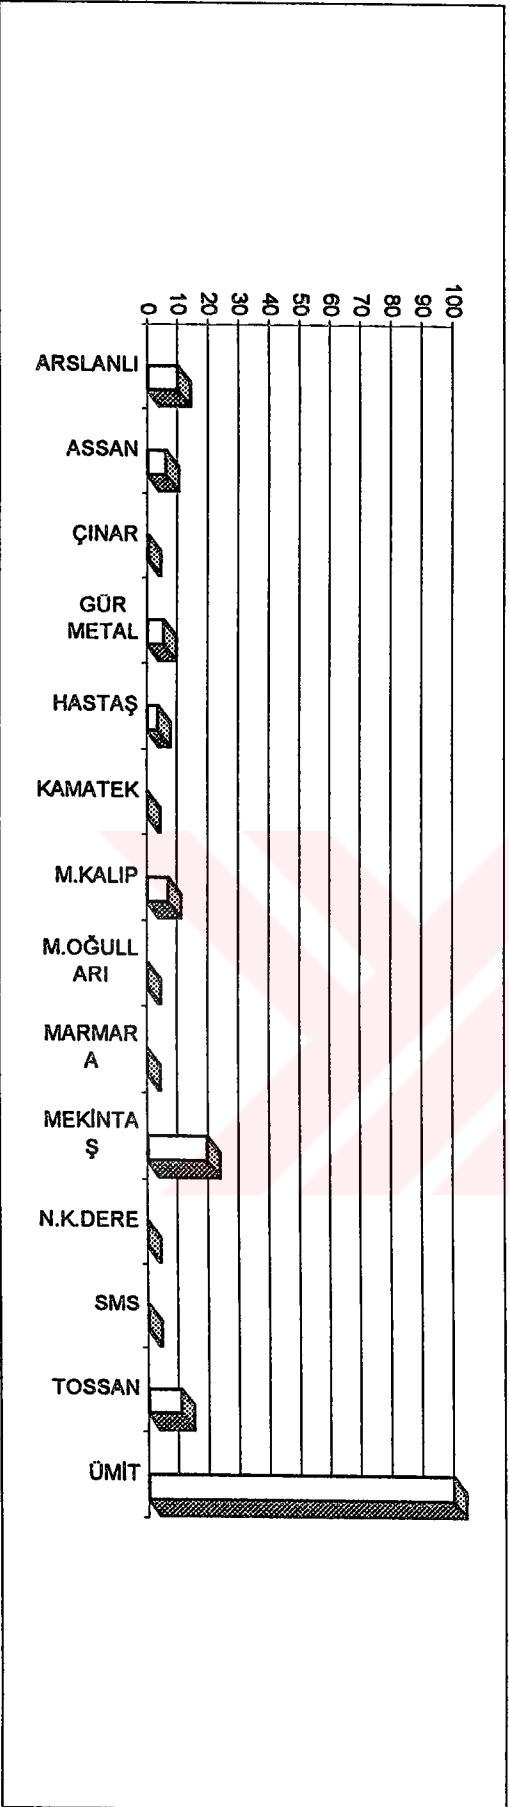 100
90
80
70
60
50
40
30
20
10
0
ARSLANLI
ASSAN
ÇINAR
GÜR
METAL
HASTAŞ
KAMATEK
M.KALIP
M.OĞULL
ARI
MARMAR
A
MEKİNTA
Ş
N.K.DERE
SMS
TOSSAN
ÜMİT